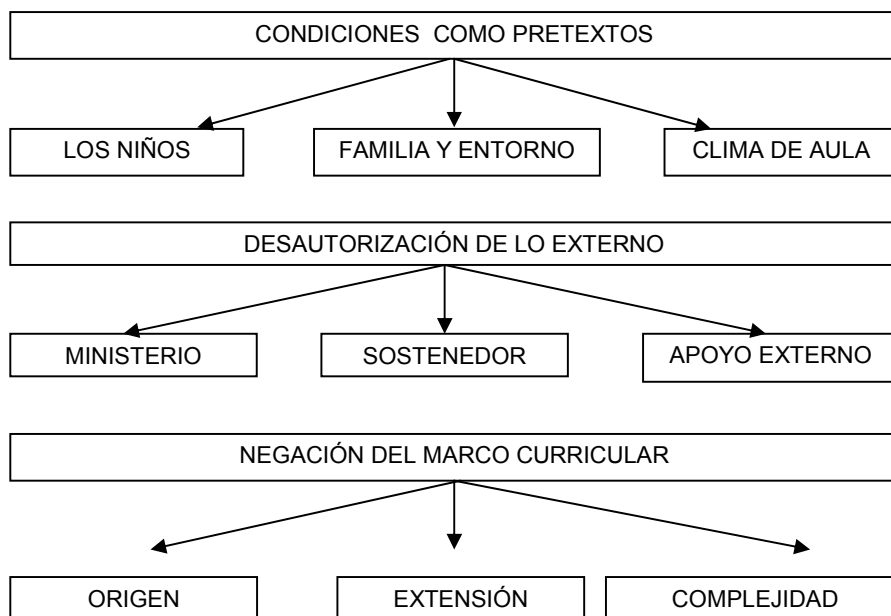 CONDICIONES COMO PRETEXTOS
LOS NIÑOS
FAMILIA Y ENTORNO
CLIMA DE AULA
DESAUTORIZACIÓN DE LO EXTERNO
MINISTERIO
SOSTENEDOR
APOYO EXTERNO
NEGACIÓN DEL MARCO CURRICULAR
ORIGEN
EXTENSIÓN
COMPLEJIDAD